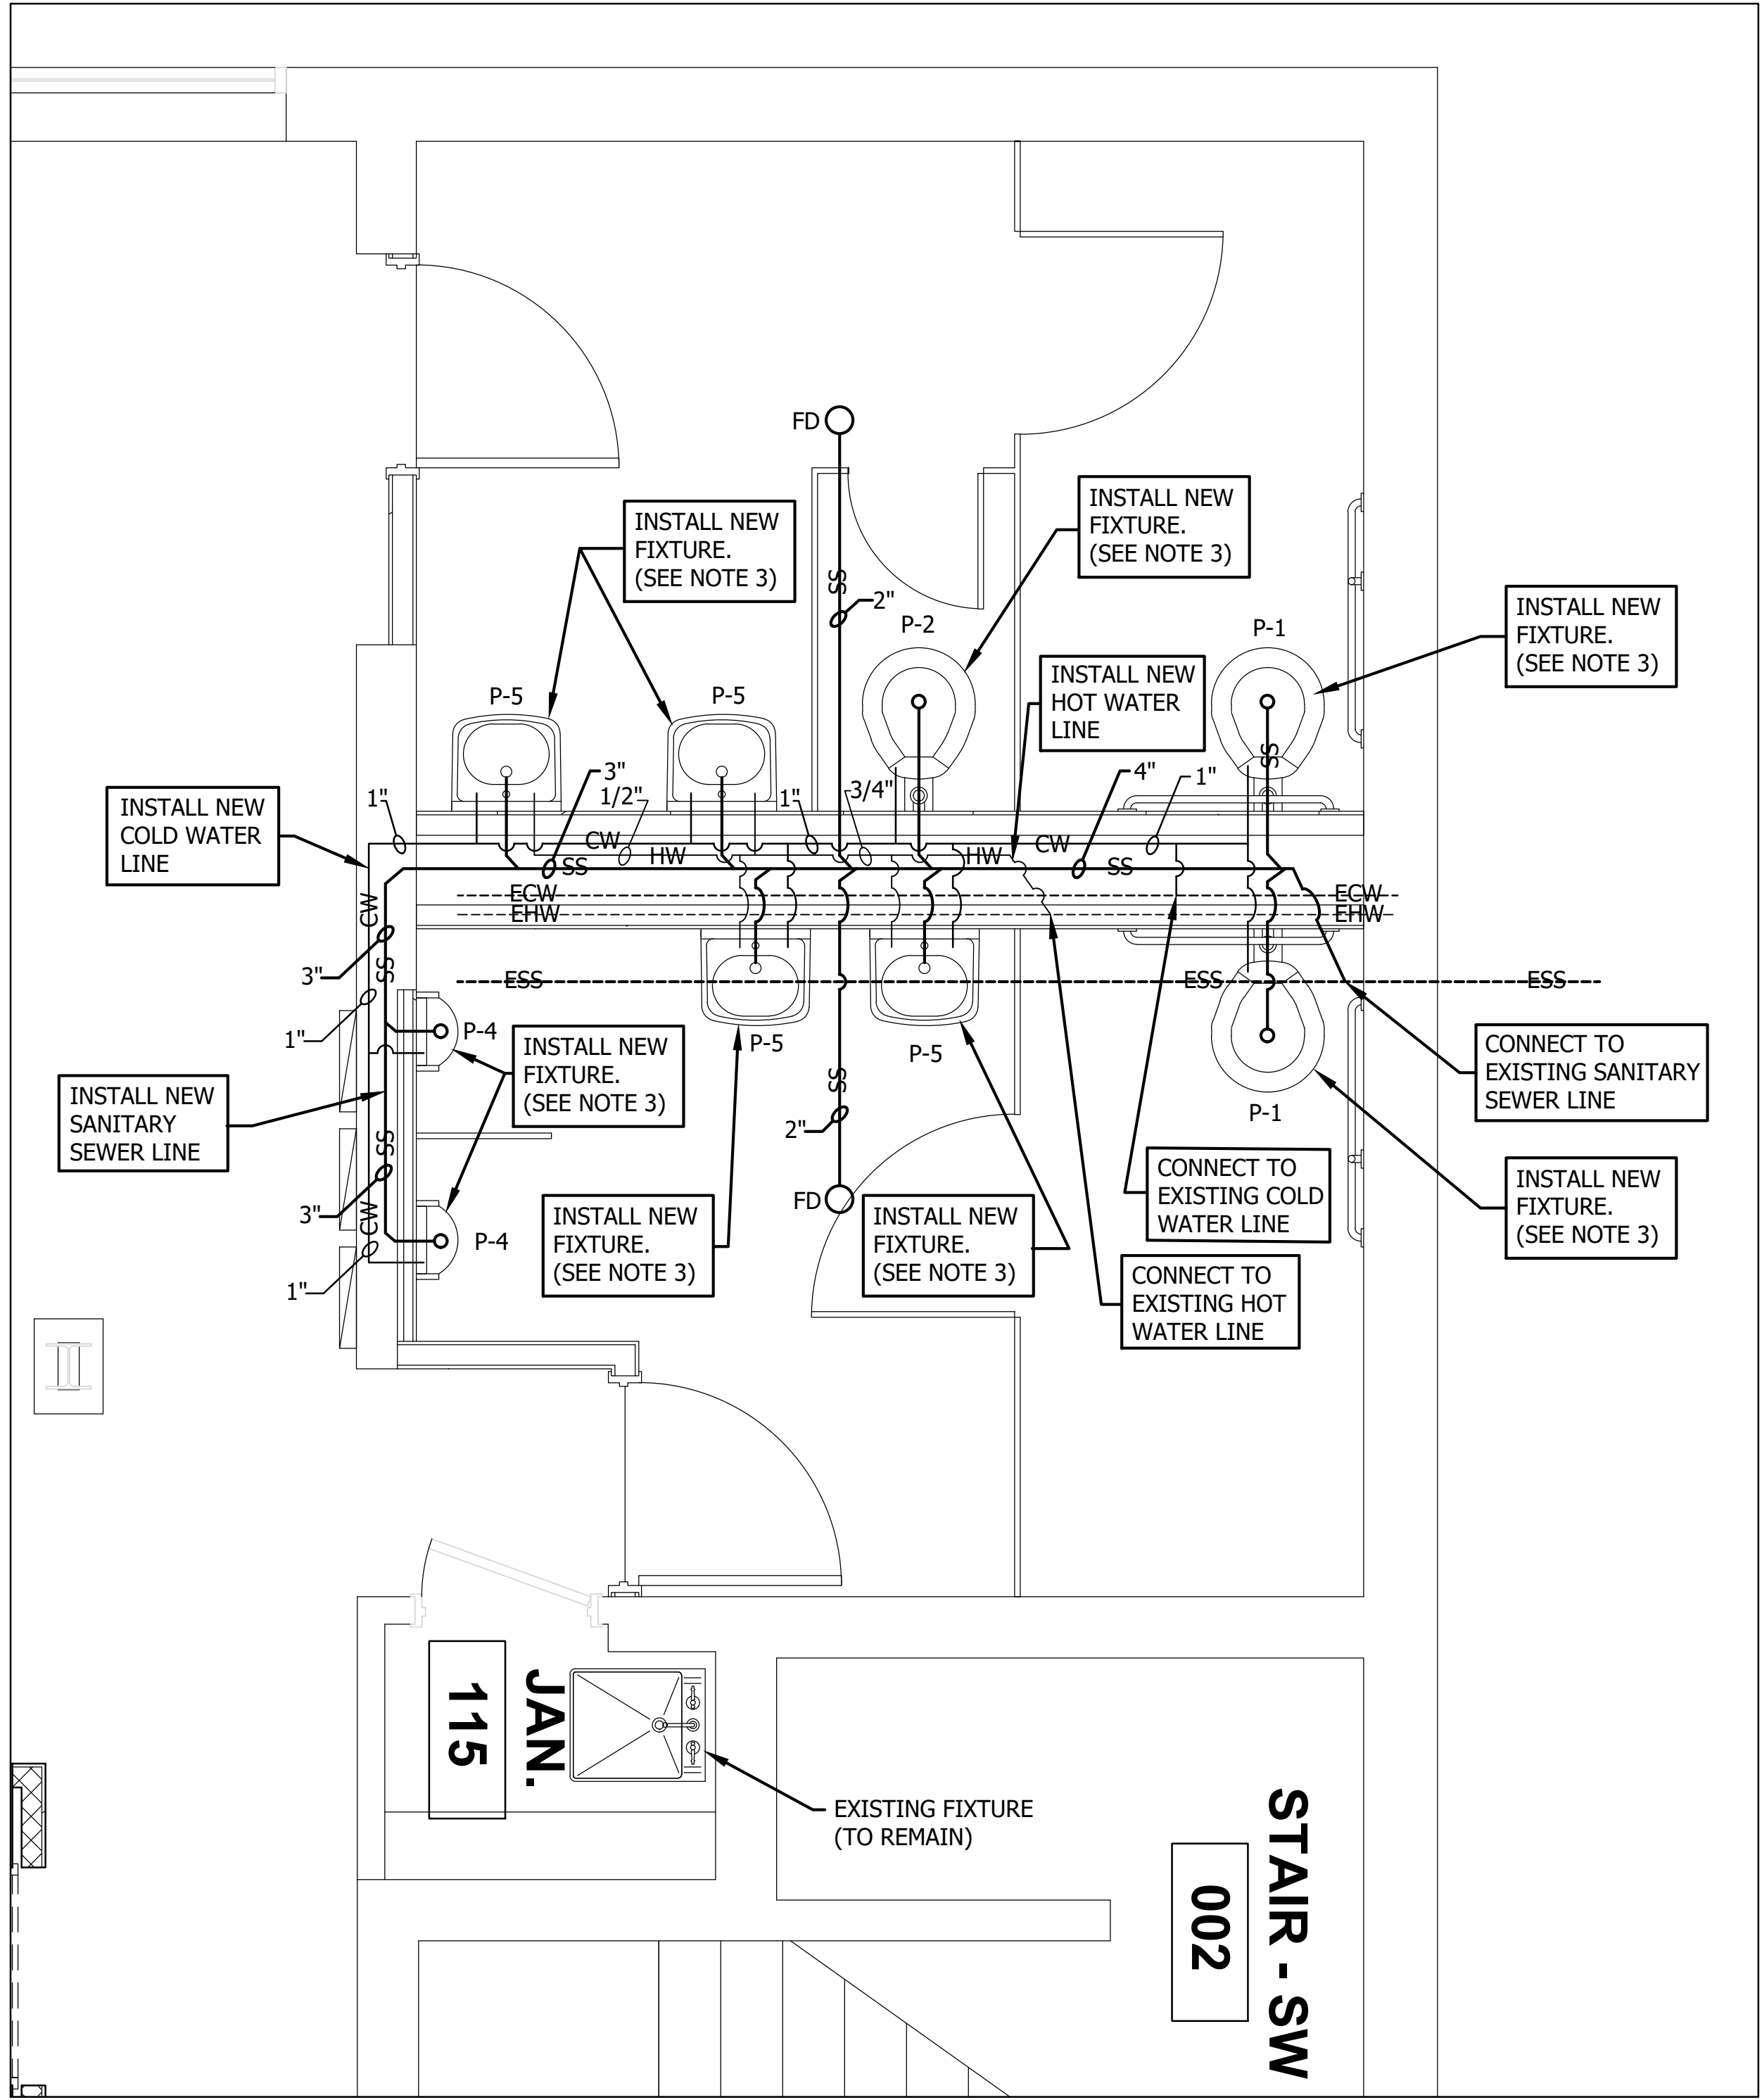 FD
INSTALL NEW
FIXTURE.
(SEE NOTE 3)
INSTALL NEW
FIXTURE.
(SEE NOTE 3)
INSTALL NEW
FIXTURE.
(SEE NOTE 3)
SS
2"
P-2
P-1
INSTALL NEW
HOT WATER
LINE
P-5
P-5
SS
3"
4"
1"
INSTALL NEW
COLD WATER
LINE
1"
1/2"
1"
3/4"
CW
HW
HW
CW
SS
SS
ECW
EHW
ECW
EHW
CW
3"
SS
ESS
ESS
ESS
1"
P-4
P-5
P-5
INSTALL NEW
FIXTURE.
(SEE NOTE 3)
CONNECT TO
EXISTING SANITARY
SEWER LINE
INSTALL NEW
SANITARY
SEWER LINE
SS
2"
P-1
SS
3"
CW
P-4
1"
FD
INSTALL NEW
FIXTURE.
(SEE NOTE 3)
INSTALL NEW
FIXTURE.
(SEE NOTE 3)
CONNECT TO
EXISTING COLD
WATER LINE
INSTALL NEW
FIXTURE.
(SEE NOTE 3)
CONNECT TO
EXISTING HOT
WATER LINE
JAN.
115
EXISTING FIXTURE
(TO REMAIN)
STAIR - SW
002